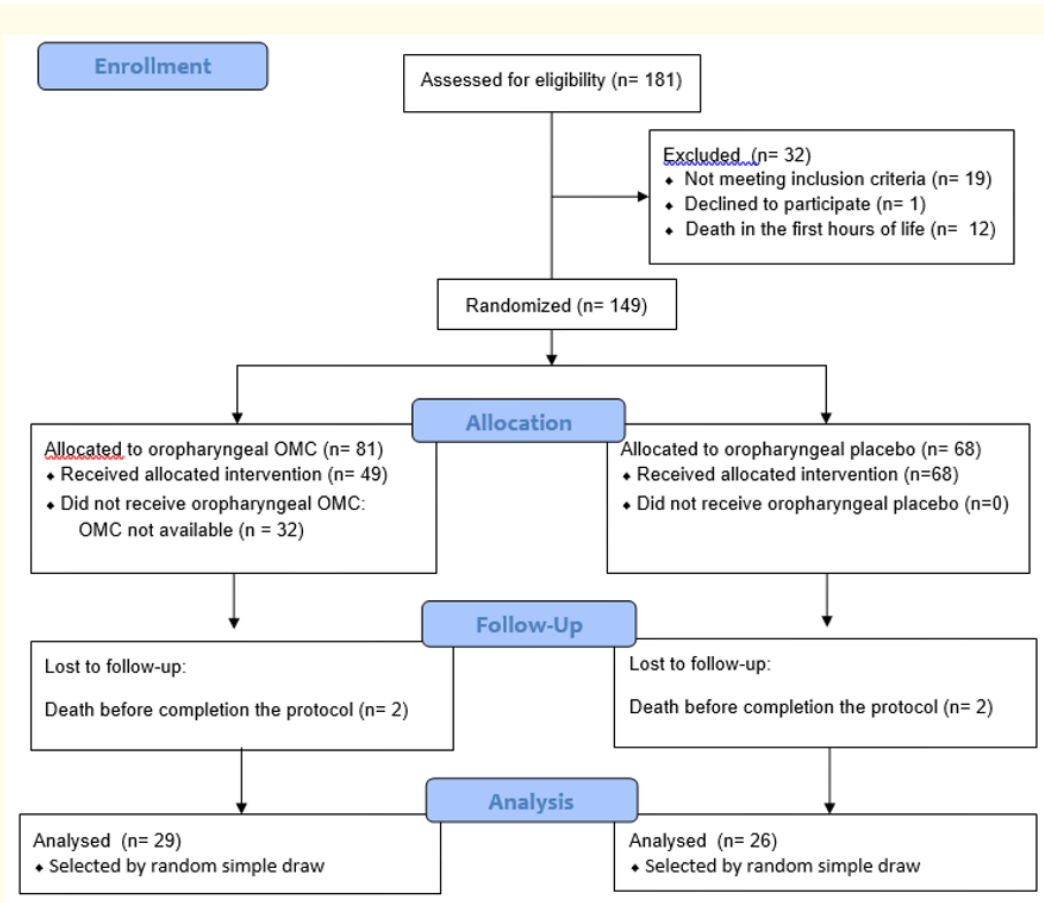 Enrollment
Assessed for eligibility (n= 181)
Excluded (n= 32)
⬥ Not meeting inclusion criteria (n= 19)
⬥ Declined to participate (n= 1)
⬥ Death in the first hours of life (n= 12)
Randomized (n= 149)
Allocation
Allocated to oropharyngeal OMC (n= 81)
⬥ Received allocated intervention (n= 49)
⬥ Did not receive oropharyngeal OMC:
OMC not available (n = 32)
Allocated to oropharyngeal placebo (n= 68)
⬥ Received allocated intervention (n=68)
⬥ Did not receive oropharyngeal placebo (n=0)
Follow-Up
Lost to follow-up:
Death before completion the protocol (n= 2)
Lost to follow-up:
Death before completion the protocol (n= 2)
Analysis
Analysed (n= 29)
⬥ Selected by random simple draw
Analysed (n= 26)
⬥ Selected by random simple draw